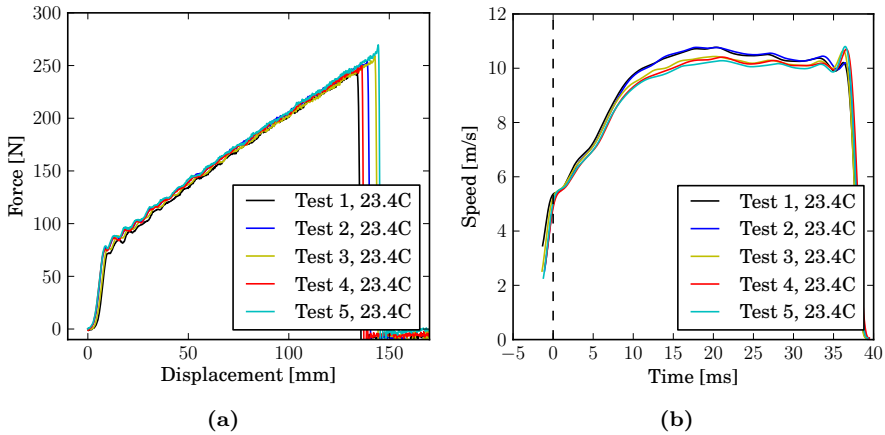 300
250
200
150
100
50
0
Force [N]
0
50
100
150
Displacement [mm]
Test 1, 23.4C
Test 2, 23.4C
Test 3, 23.4C
Test 4, 23.4C
Test 5, 23.4C
(a)
12
10
8
6
4
2
0
Speed [m/s]
−5
0
5
10
15
20
25
30
35
40
Time [ms]
Test 1, 23.4C
Test 2, 23.4C
Test 3, 23.4C
Test 4, 23.4C
Test 5, 23.4C
(b)